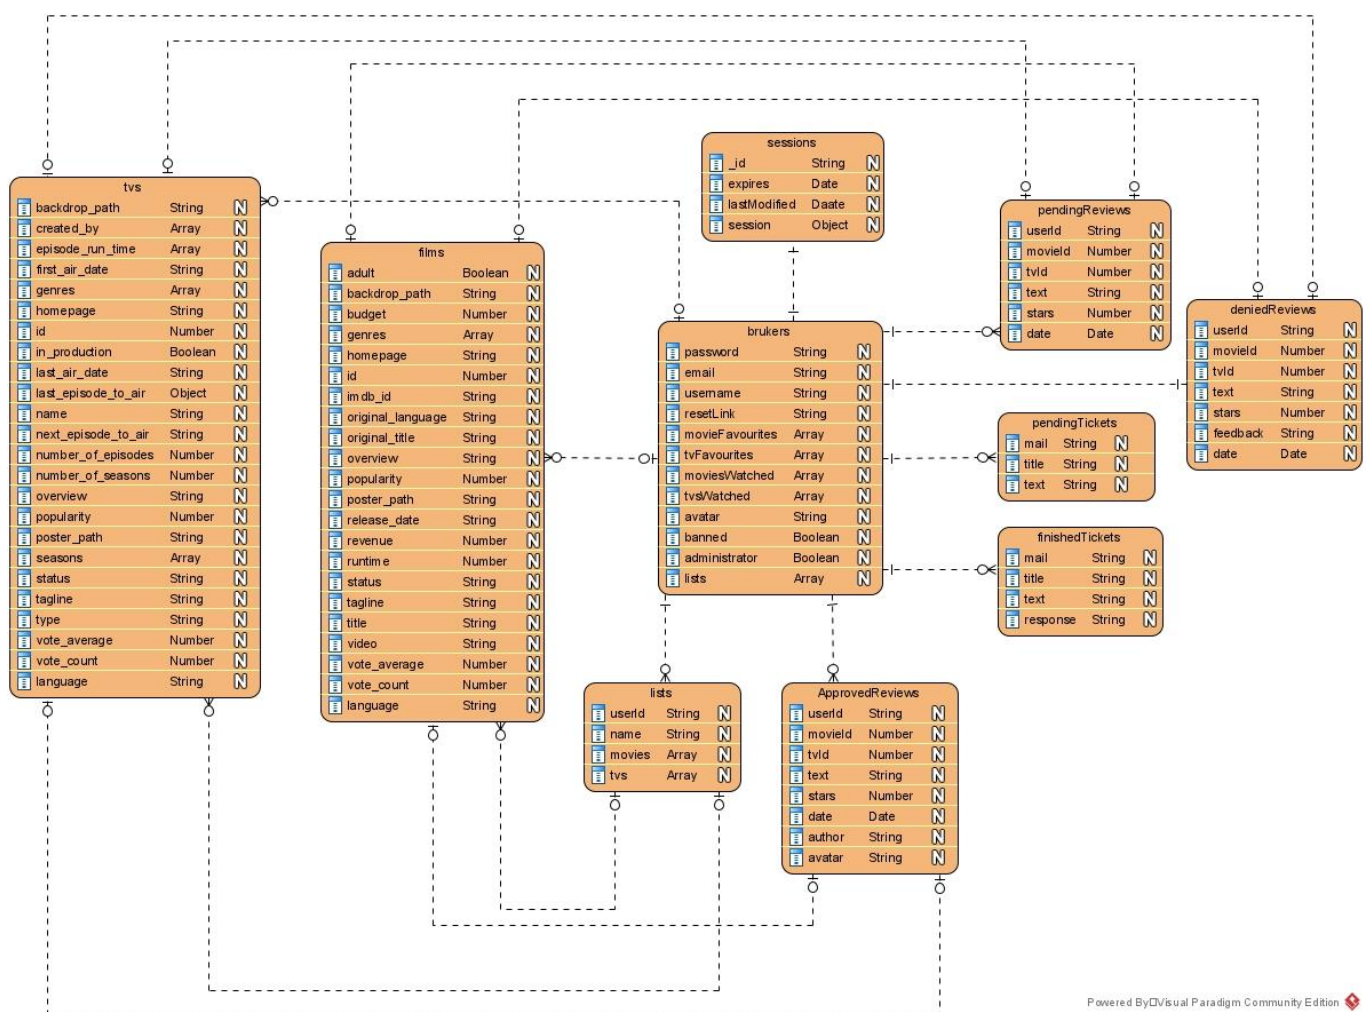 sessions
_id String N
expires Date N
lastModified Daate N
session Object N
tvs
backdrop_path String N
created_by Array N
episode_run_time Array N
first_air_date String N
genres Array N
homepage String N
id Number N
in_production Boolean N
last_air_date String N
last_episode_to_air Object N
name String N
next_episode_to_air String N
number_of_episodes Number N
number_of_seasons Number N
overview String N
popularity Number N
poster_path String N
seasons Array N
status String N
tagline String N
type String N
vote_average Number N
vote_count Number N
language String N
films
adult Boolean N
backdrop_path String N
budget Number N
genres Array N
homepage String N
id Number N
imdb_id String N
original_language String N
original_title String N
overview String N
popularity Number N
poster_path String N
release_date String N
revenue Number N
runtime Number N
status String N
tagline String N
title String N
video String N
vote_average Number N
vote_count Number N
language String N
brukers
password String N
email String N
username String N
resetLink String N
movieFavourites Array N
tvFavourites Array N
moviesWatched Array N
tvsWatched Array N
avatar String N
banned Boolean N
administrator Boolean N
lists Array N
pendingReviews
userId String N
movieId Number N
tvId Number N
text String N
stars Number N
date Date N
deniedReviews
userId String N
movieId Number N
tvId Number N
text String N
stars Number N
feedback String N
date Date N
pendingTickets
mail String N
title String N
text String N
finishedTickets
mail String N
title String N
text String N
response String N
lists
userId String N
name String N
movies Array N
tvs Array N
ApprovedReviews
userId String N
movieId Number N
tvId Number N
text String N
stars Number N
date Date N
author String N
avatar String N
Powered By Visual Paradigm Community Edition